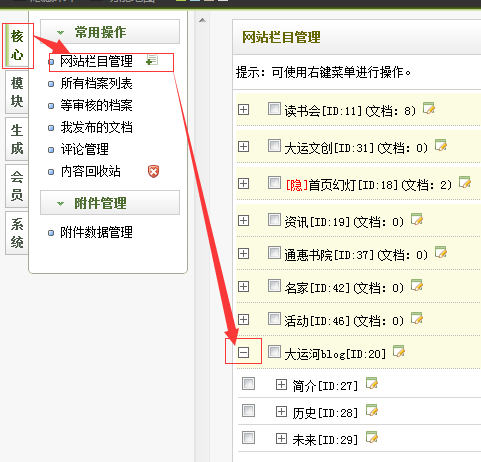 核心
模块
生成
会员
系统
常用操作
网站栏目管理
所有档案列表
等审核的档案
我发布的文档
评论管理
内容回收站
附件管理
附件数据管理
网站栏目管理
提示：可使用右键菜单进行操作。
读书会[ID:11](文档：8)
大运文创[ID:31](文档：0)
[隐]首页幻灯[ID:18](文档：2)
资讯[ID:19](文档：0)
通惠书院[ID:37](文档：0)
名家[ID:42](文档：0)
活动[ID:46](文档：0)
大运河blog[ID:20]
简介[ID:27]
历史[ID:28]
未来[ID:29]